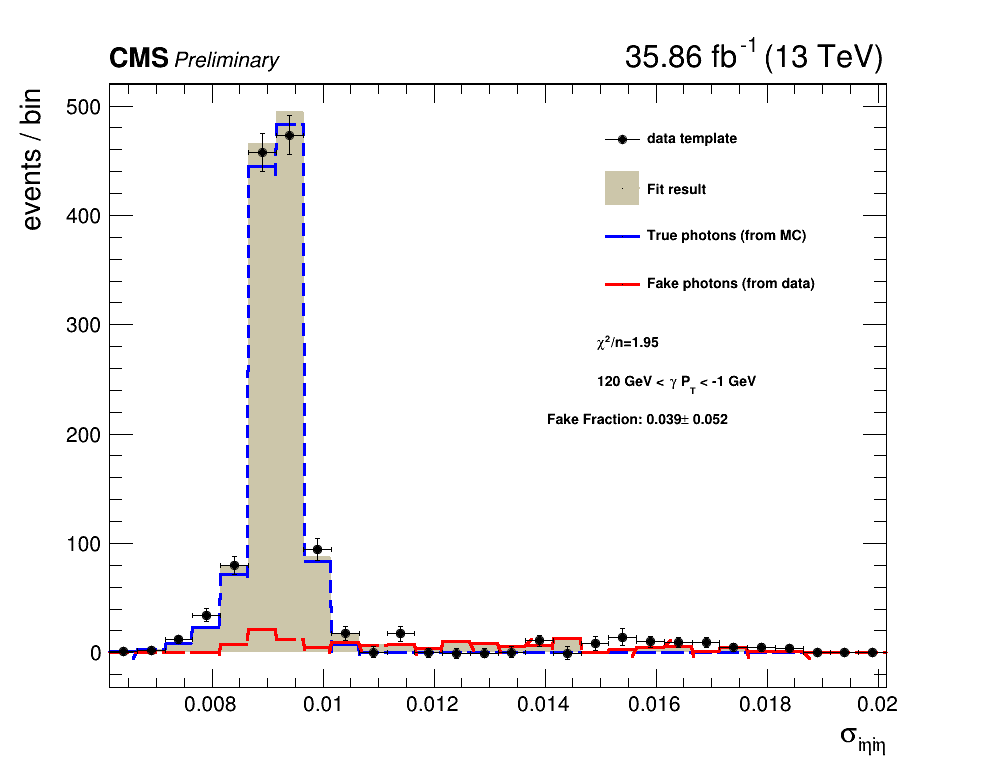 CMS Preliminary
35.86 fb⁻¹ (13 TeV)
events / bin
500
400
300
200
100
0
data template
Fit result
True photons (from MC)
Fake photons (from data)
χ²/n=1.95
120 GeV < γ P_T < -1 GeV
Fake Fraction: 0.039± 0.052
0.008 0.01 0.012 0.014 0.016 0.018 0.02
σ_iηiη